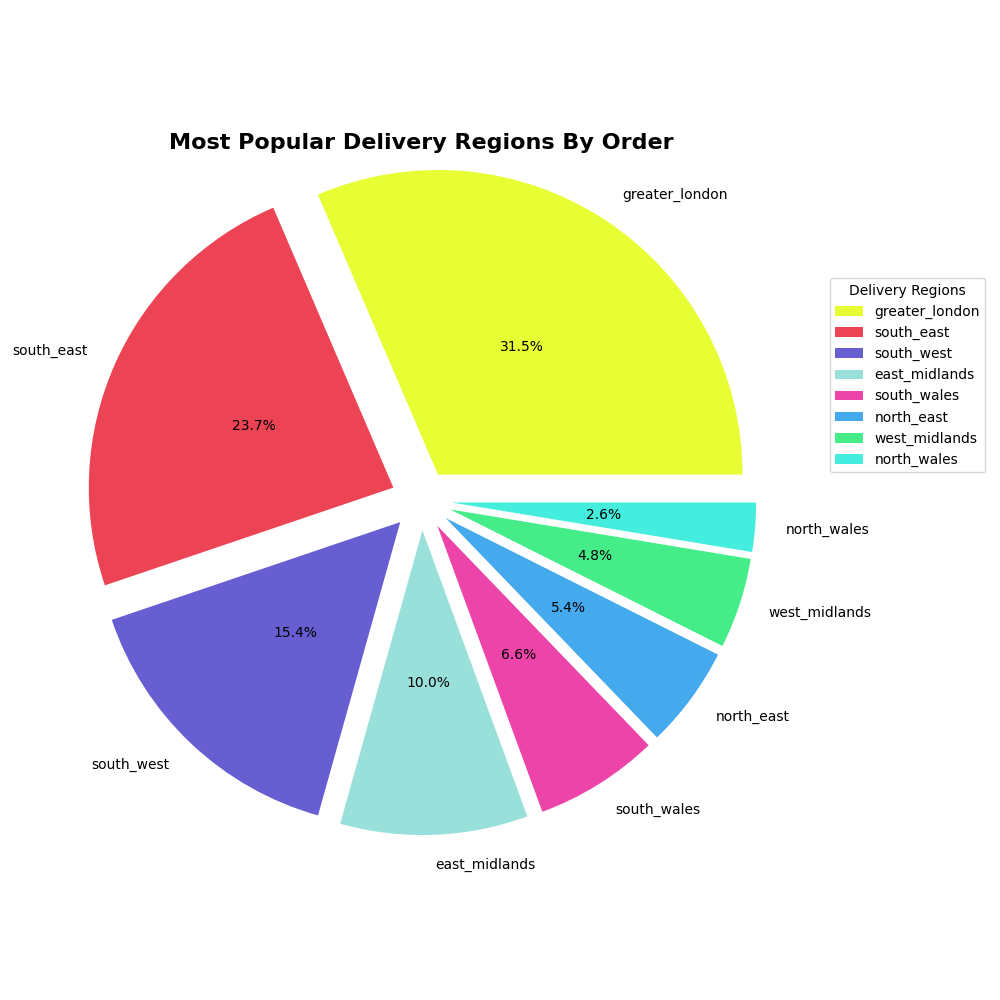 Most Popular Delivery Regions By Order
greater_london
31.5%
south_east
23.7%
south_west
15.4%
east_midlands
10.0%
south_wales
6.6%
north_east
5.4%
west_midlands
4.8%
north_wales
2.6%
Delivery Regions
greater_london
south_east
south_west
east_midlands
south_wales
north_east
west_midlands
north_wales